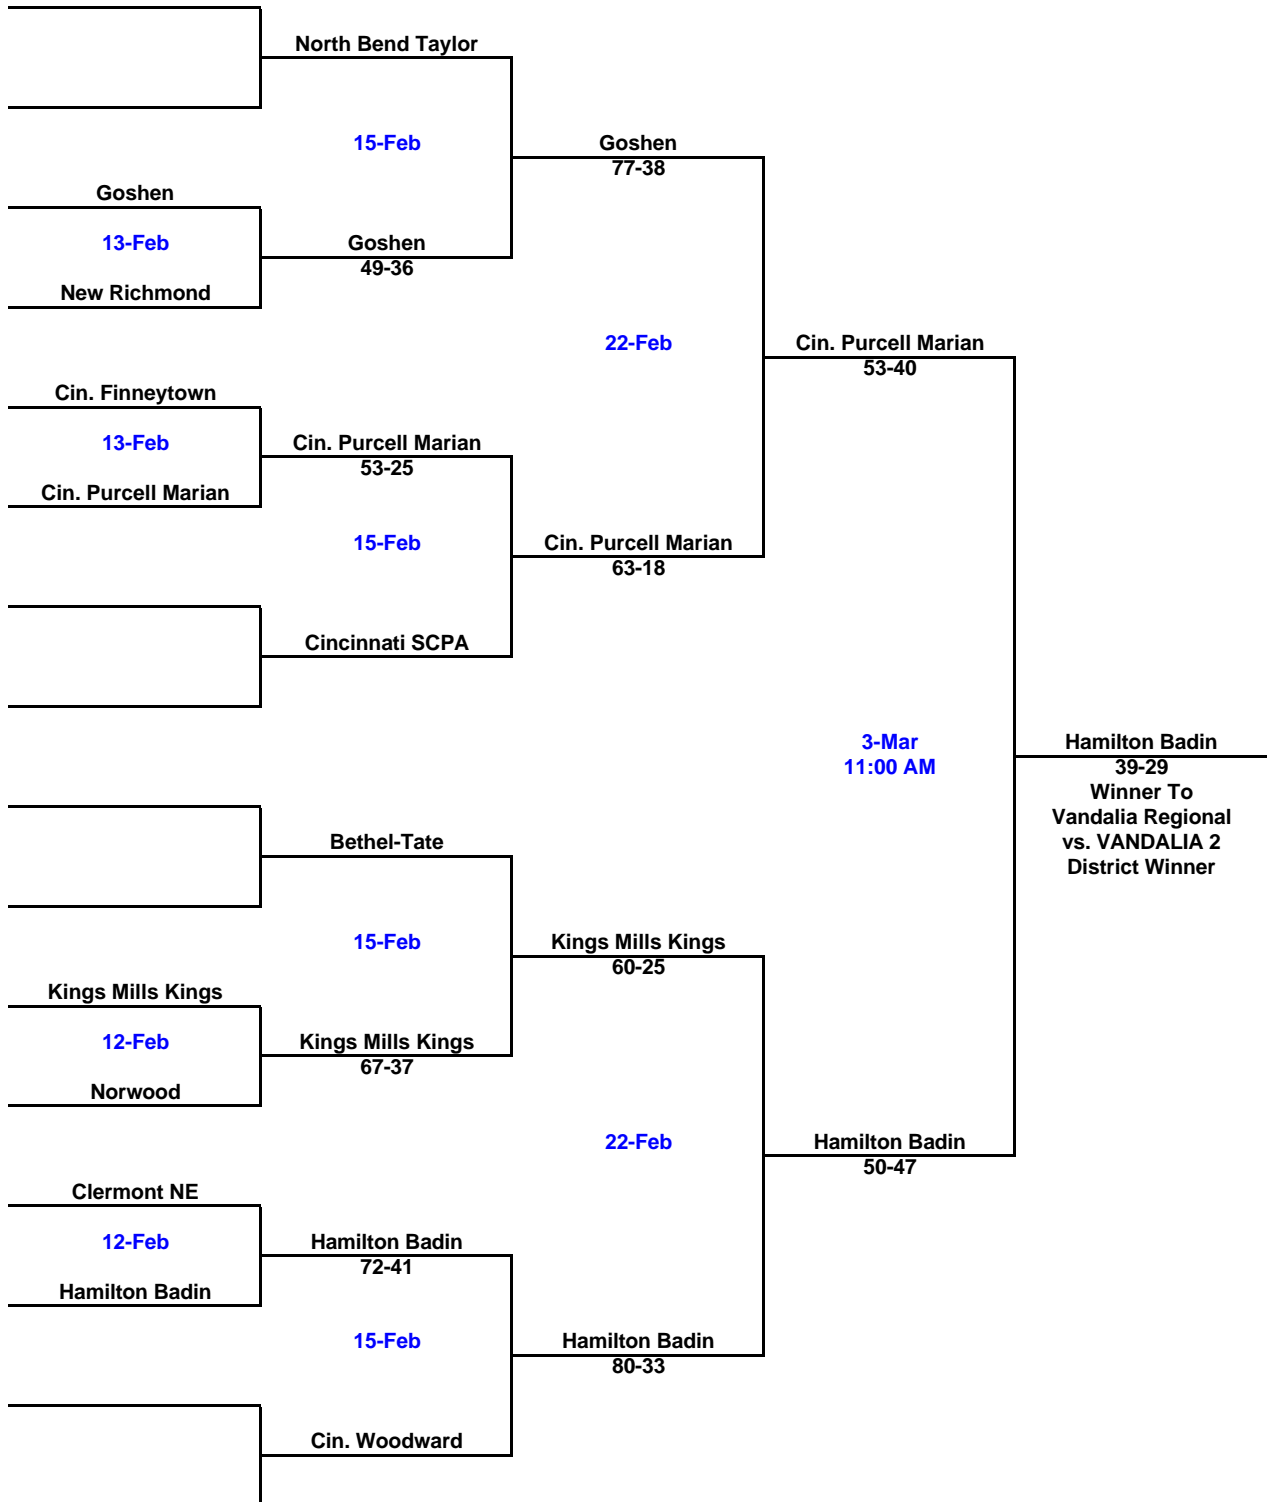 North Bend Taylor
15-Feb
Goshen
77-38
Goshen
13-Feb
Goshen
49-36
New Richmond
22-Feb
Cin. Purcell Marian
53-40
Cin. Finneytown
13-Feb
Cin. Purcell Marian
53-25
Cin. Purcell Marian
15-Feb
Cin. Purcell Marian
63-18
Cincinnati SCPA
3-Mar
11:00 AM
Hamilton Badin
39-29
Winner To
Vandalia Regional
vs. VANDALIA 2
District Winner
Bethel-Tate
15-Feb
Kings Mills Kings
60-25
Kings Mills Kings
12-Feb
Kings Mills Kings
67-37
Norwood
22-Feb
Hamilton Badin
50-47
Clermont NE
12-Feb
Hamilton Badin
72-41
Hamilton Badin
15-Feb
Hamilton Badin
80-33
Cin. Woodward